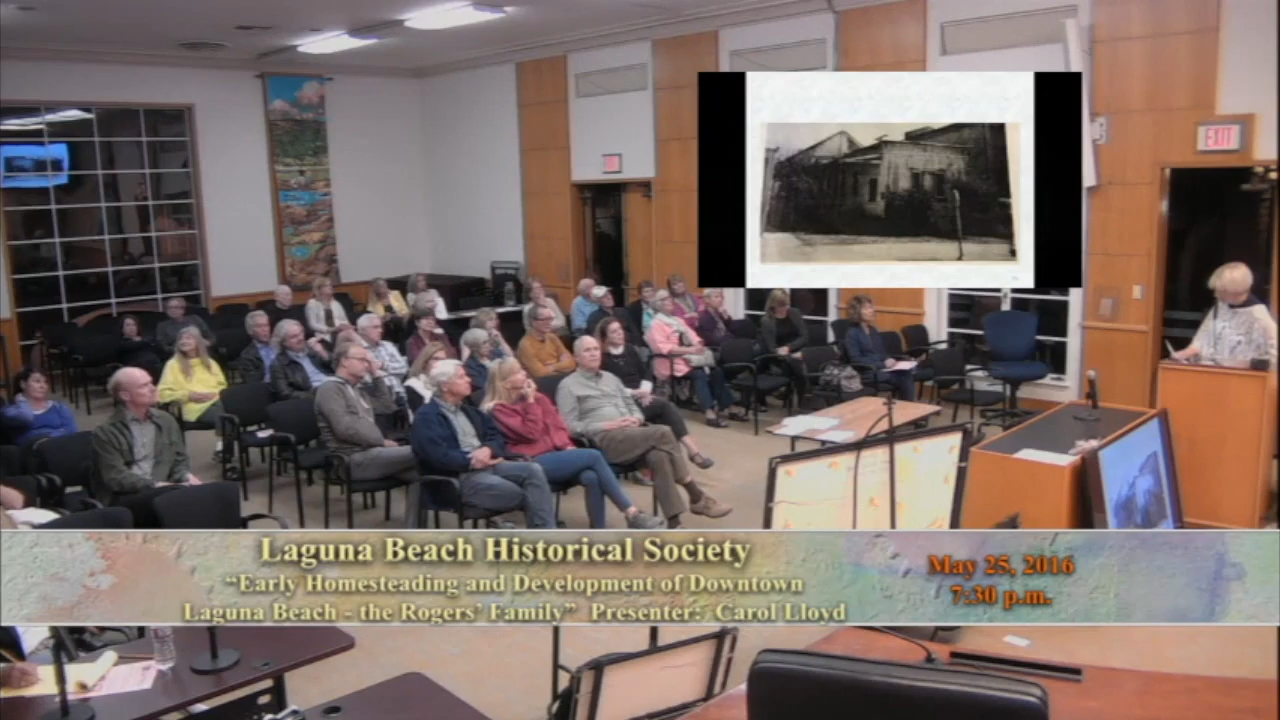 EXIT
Laguna Beach Historical Society
“Early Homesteading and Development of Downtown
Laguna Beach - the Rogers’ Family” Presenter: Carol Lloyd
May 25, 2016
7:30 p.m.